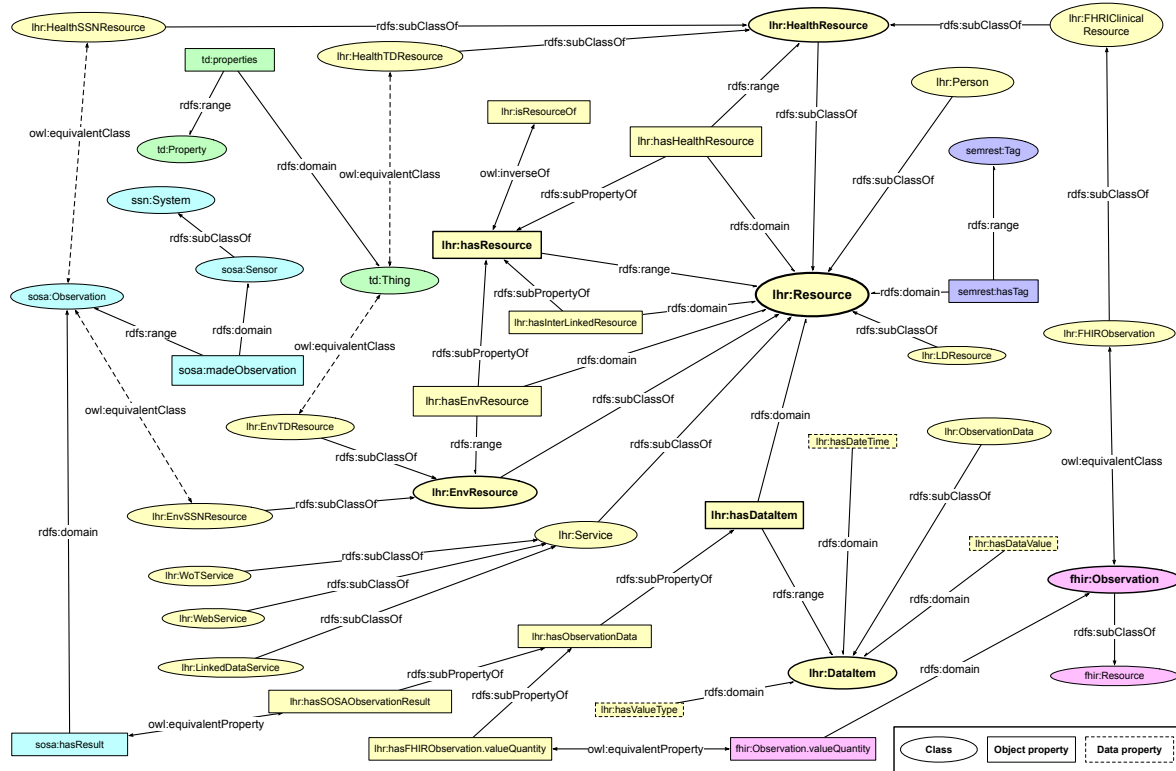 lhr:HealthSSNResource
rdfs:subClassOf
lhr:HealthResource
rdfs:subClassOf
lhr:FHRIClinical
Resource
rdfs:subClassOf
lhr:HealthTDResource
td:properties
rdfs:range
rdfs:range
lhr:Person
lhr:isResourceOf
rdfs:subClassOf
owl:equivalentClass
lhr:hasHealthResource
td:Property
semrest:Tag
rdfs:domain
owl:inverseOf
owl:equivalentClass
rdfs:subClassOf
rdfs:subPropertyOf
rdfs:subClassOf
ssn:System
rdfs:domain
rdfs:range
rdfs:subClassOf
lhr:hasResource
sosa:Sensor
rdfs:range
td:Thing
rdfs:subPropertyOf
sosa:Observation
lhr:Resource
rdfs:domain
semrest:hasTag
rdfs:domain
lhr:hasInterLinkedResource
rdfs:range
rdfs:domain
rdfs:subClassOf
lhr:FHIRObservation
owl:equivalentClass
rdfs:subPropertyOf
rdfs:domain
lhr:LDResource
sosa:madeObservation
rdfs:subClassOf
lhr:hasEnvResource
owl:equivalentClass
rdfs:domain
lhr:EnvTDResource
lhr:hasDateTime
lhr:ObservationData
rdfs:subClassOf
rdfs:range
rdfs:subClassOf
owl:equivalentClass
lhr:EnvResource
rdfs:subClassOf
rdfs:subClassOf
lhr:EnvSSNResource
lhr:hasDataItem
rdfs:domain
lhr:Service
lhr:hasDataValue
rdfs:domain
rdfs:subClassOf
lhr:WoTService
rdfs:subClassOf
rdfs:subPropertyOf
fhir:Observation
rdfs:range
rdfs:domain
lhr:WebService
rdfs:subClassOf
rdfs:subClassOf
lhr:hasObservationData
lhr:LinkedDataService
rdfs:domain
lhr:DataItem
fhir:Resource
rdfs:subPropertyOf
rdfs:subPropertyOf
rdfs:domain
lhr:hasSOSAObservationResult
lhr:hasValueType
owl:equivalentProperty
sosa:hasResult
lhr:hasFHIRObservation.valueQuantity
owl:equivalentProperty
fhir:Observation.valueQuantity
Class
Object property
Data property